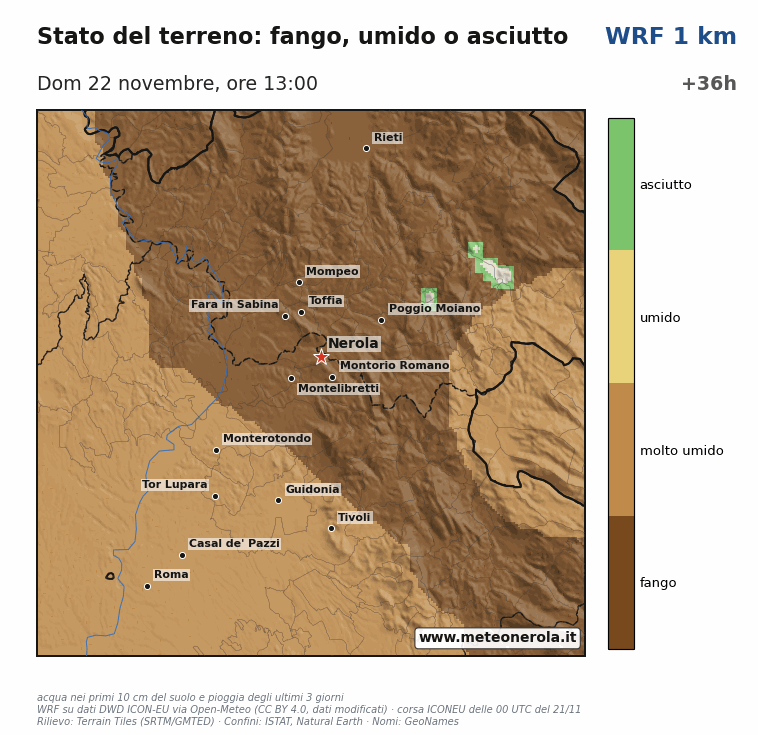 Stato del terreno: fango, umido o asciutto
WRF 1 km
Dom 22 novembre, ore 13:00
+36h
Rieti
Mompeo
Toffia
Fara in Sabina
Poggio Moiano
Nerola
Montorio Romano
Montelibretti
Monterotondo
Tor Lupara
Guidonia
Tivoli
Casal de' Pazzi
Roma
www.meteonerola.it
asciutto
umido
molto umido
fango
acqua nei primi 10 cm del suolo e pioggia degli ultimi 3 giorni
WRF su dati DWD ICON-EU via Open-Meteo (CC BY 4.0, dati modificati) · corsa ICONEU delle 00 UTC del 21/11
Rilievo: Terrain Tiles (SRTM/GMTED) · Confini: ISTAT, Natural Earth · Nomi: GeoNames